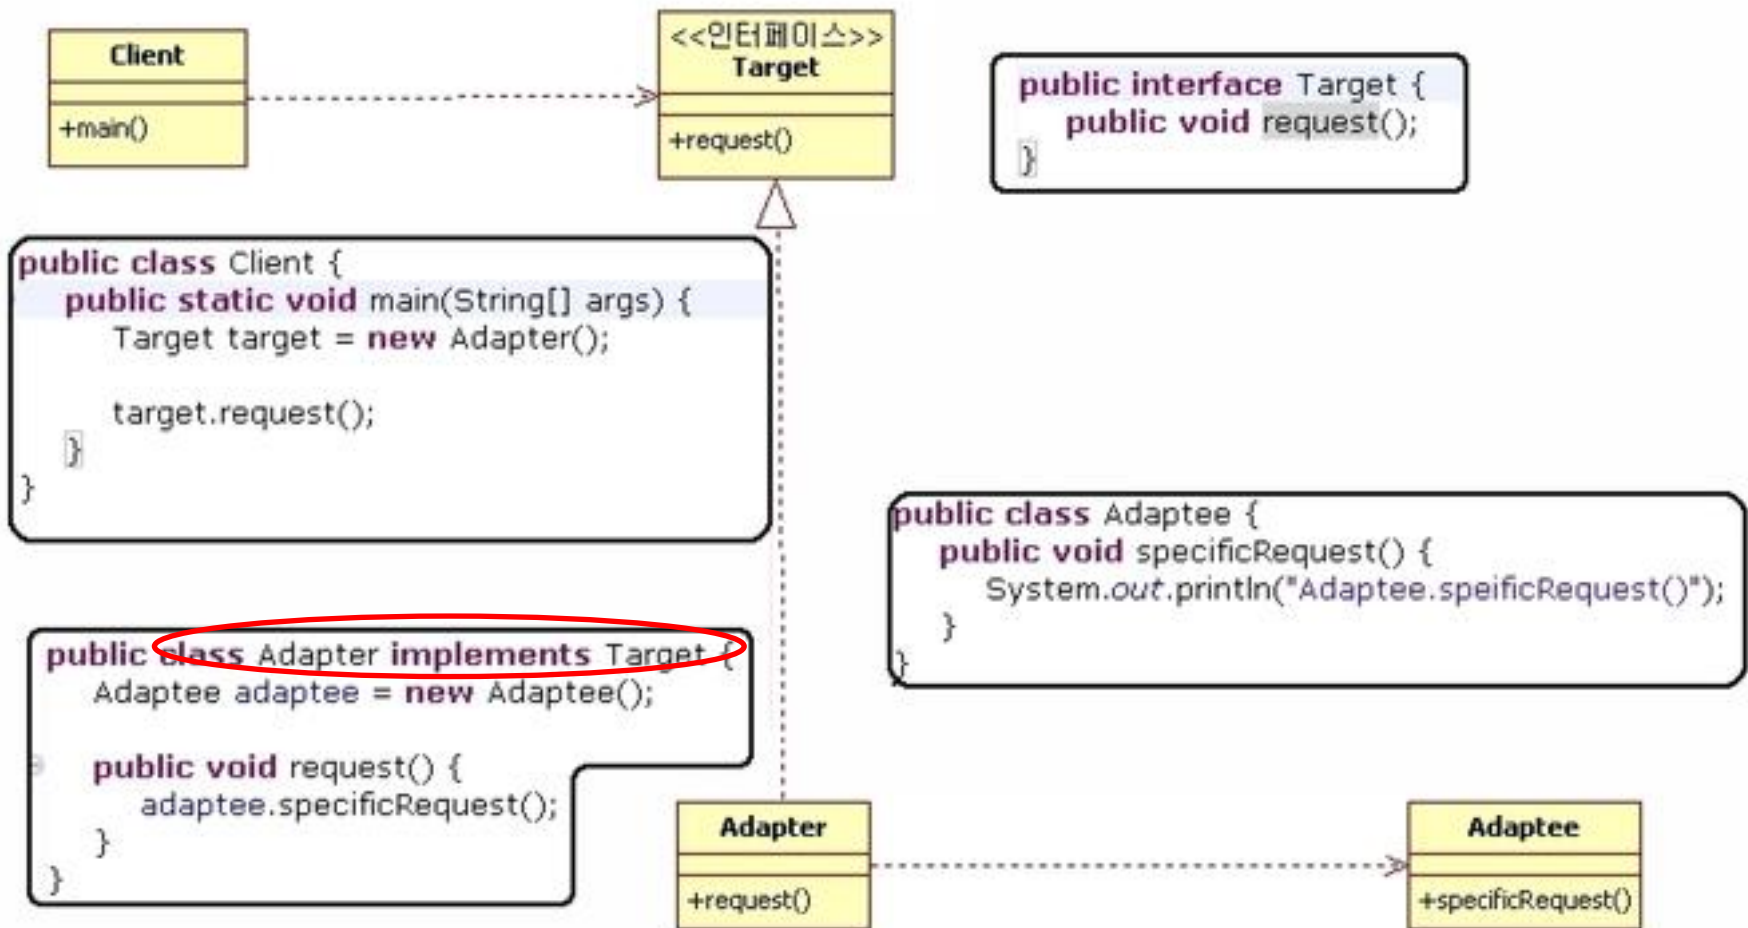 Client
+main()
<<인터페이스>>
Target
+request()
public interface Target {
public void request();
}
public class Client {
public static void main(String[] args) {
Target target = new Adapter();
target.request();
}
}
public class Adaptee {
public void specificRequest() {
System.out.println("Adaptee.speificRequest()");
}
}
public class Adapter implements Target {
Adaptee adaptee = new Adaptee();
public void request() {
adaptee.specificRequest();
}
}
Adapter
+request()
Adaptee
+specificRequest()